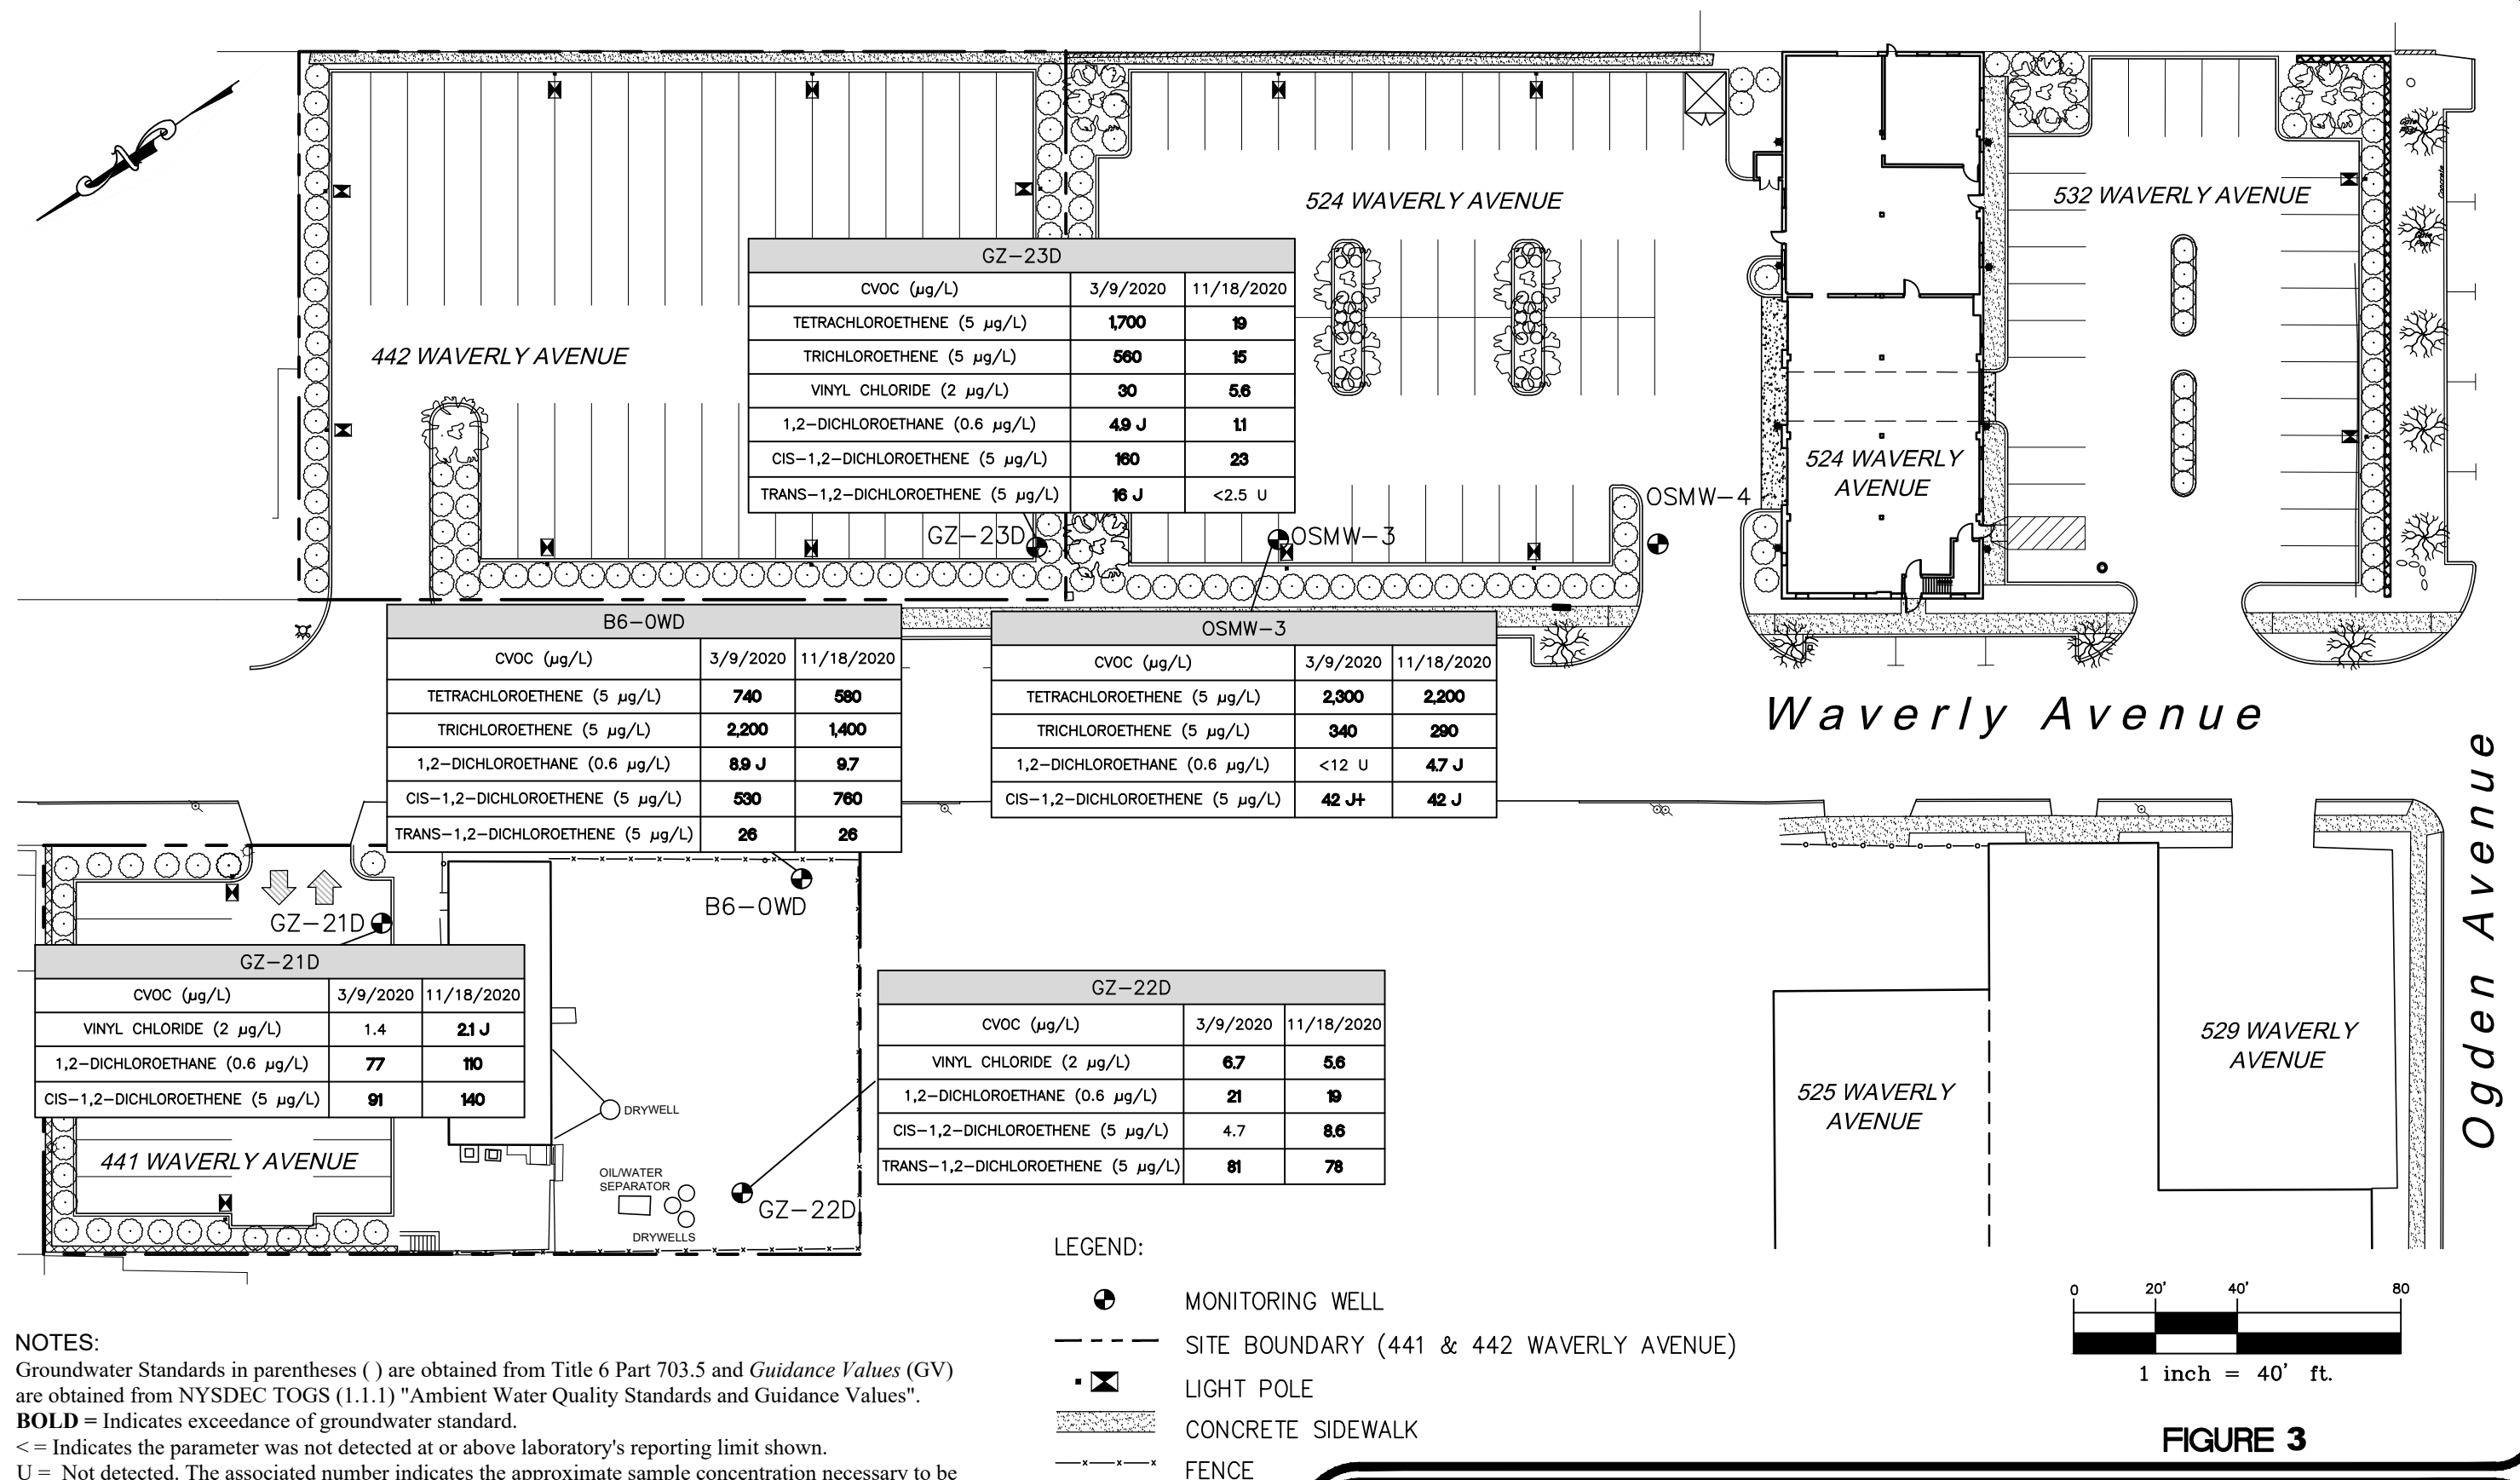 524 WAVERLY AVENUE
532 WAVERLY AVENUE
442 WAVERLY AVENUE
GZ-23D
CVOC (µg/L) 3/9/2020 11/18/2020
TETRACHLOROETHENE (5 µg/L) 1,700 19
TRICHLOROETHENE (5 µg/L) 560 15
VINYL CHLORIDE (2 µg/L) 30 5.6
1,2-DICHLOROETHANE (0.6 µg/L) 4.9 J 1.1
CIS-1,2-DICHLOROETHENE (5 µg/L) 160 23
TRANS-1,2-DICHLOROETHENE (5 µg/L) 16 J <2.5 U
524 WAVERLY
AVENUE
OSMW-4
GZ-23D
OSMW-3
B6-OWD
CVOC (µg/L) 3/9/2020 11/18/2020
TETRACHLOROETHENE (5 µg/L) 740 580
TRICHLOROETHENE (5 µg/L) 2,200 1,400
1,2-DICHLOROETHANE (0.6 µg/L) 8.9 J 9.7
CIS-1,2-DICHLOROETHENE (5 µg/L) 530 760
TRANS-1,2-DICHLOROETHENE (5 µg/L) 26 26
OSMW-3
CVOC (µg/L) 3/9/2020 11/18/2020
TETRACHLOROETHENE (5 µg/L) 2,300 2,200
TRICHLOROETHENE (5 µg/L) 340 290
1,2-DICHLOROETHANE (0.6 µg/L) <12 U 4.7 J
CIS-1,2-DICHLOROETHENE (5 µg/L) 42 J+ 42 J
Waverly Avenue
Ogden Avenue
B6-OWD
GZ-21D
GZ-21D
CVOC (µg/L) 3/9/2020 11/18/2020
VINYL CHLORIDE (2 µg/L) 1.4 2.1 J
1,2-DICHLOROETHANE (0.6 µg/L) 77 110
CIS-1,2-DICHLOROETHENE (5 µg/L) 91 140
GZ-22D
CVOC (µg/L) 3/9/2020 11/18/2020
VINYL CHLORIDE (2 µg/L) 6.7 5.6
1,2-DICHLOROETHANE (0.6 µg/L) 21 19
CIS-1,2-DICHLOROETHENE (5 µg/L) 4.7 8.6
TRANS-1,2-DICHLOROETHENE (5 µg/L) 81 78
529 WAVERLY
AVENUE
525 WAVERLY
AVENUE
DRYWELL
441 WAVERLY AVENUE
OIL/WATER
SEPARATOR
GZ-22D
DRYWELLS
LEGEND:
MONITORING WELL
SITE BOUNDARY (441 & 442 WAVERLY AVENUE)
LIGHT POLE
CONCRETE SIDEWALK
FENCE
0 20' 40' 80
1 inch = 40' ft.
FIGURE 3
NOTES:
Groundwater Standards in parentheses ( ) are obtained from Title 6 Part 703.5 and Guidance Values (GV)
are obtained from NYSDEC TOGS (1.1.1) "Ambient Water Quality Standards and Guidance Values".
BOLD = Indicates exceedance of groundwater standard.
< = Indicates the parameter was not detected at or above laboratory's reporting limit shown.
U = Not detected. The associated number indicates the approximate sample concentration necessary to be